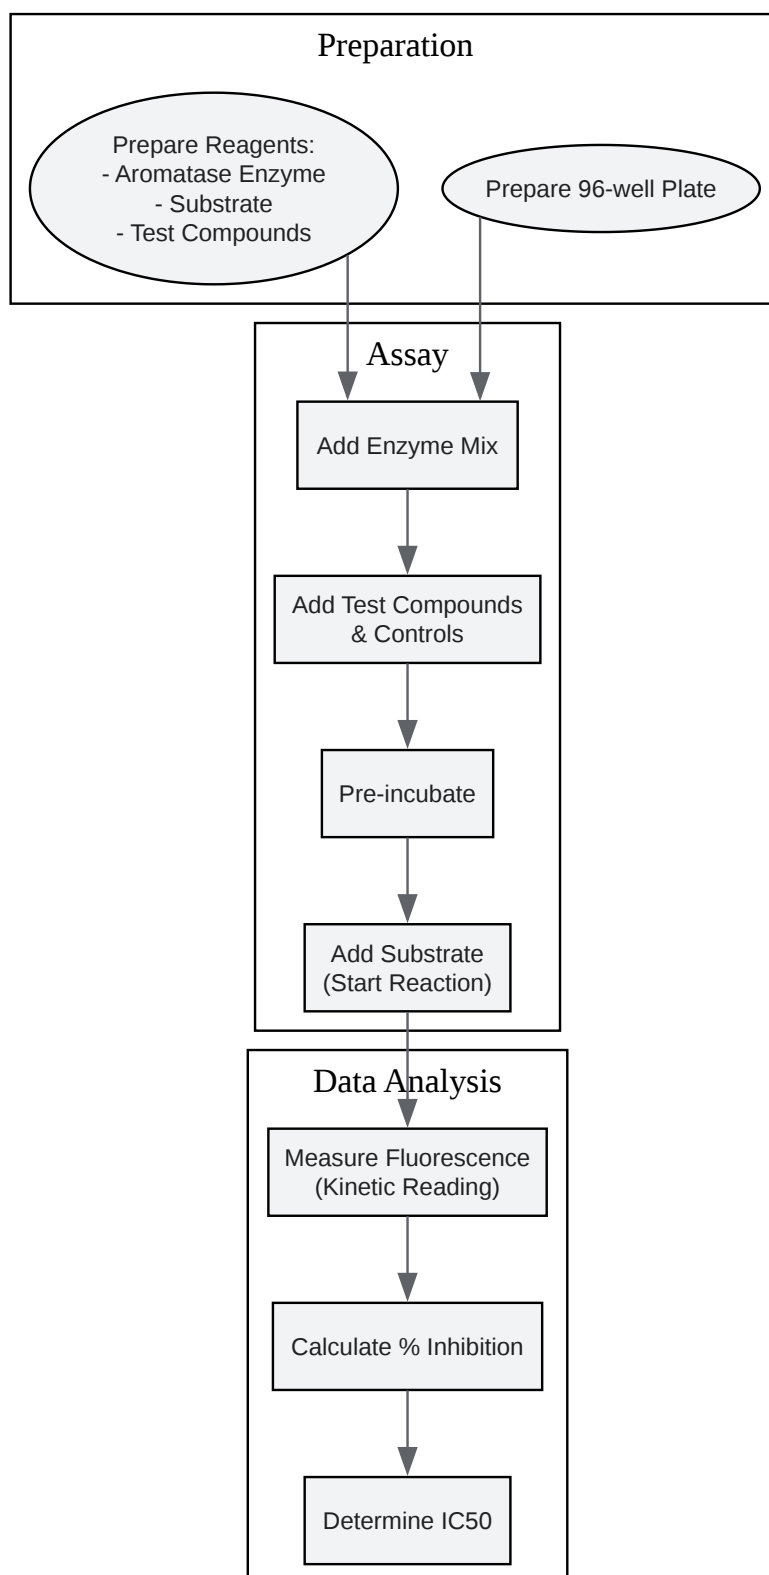 Preparation
Prepare Reagents:
- Aromatase Enzyme
- Substrate
- Test Compounds
Prepare 96-well Plate
Assay
Add Enzyme Mix
Add Test Compounds
& Controls
Pre-incubate
Add Substrate
(Start Reaction)
Data Analysis
Measure Fluorescence
(Kinetic Reading)
Calculate % Inhibition
Determine IC50